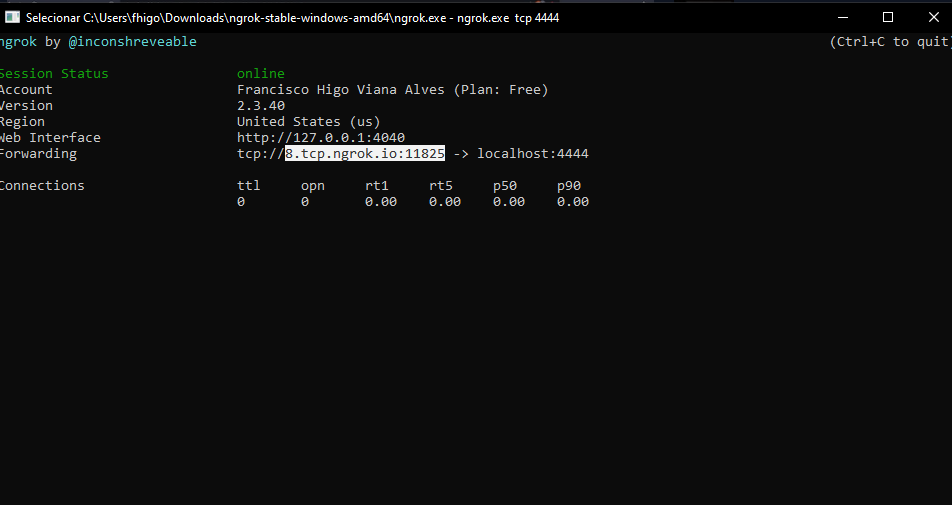 Selecionar C:\Users\fhigo\Downloads\ngrok-stable-windows-amd64\ngrok.exe - ngrok.exe tcp 4444
ngrok by @inconshreveable (Ctrl+C to quit)
Session Status online
Account Francisco Higo Viana Alves (Plan: Free)
Version 2.3.40
Region United States (us)
Web Interface http://127.0.0.1:4040
Forwarding tcp://8.tcp.ngrok.io:11825 -> localhost:4444
Connections ttl opn rt1 rt5 p50 p90
0 0 0.00 0.00 0.00 0.00